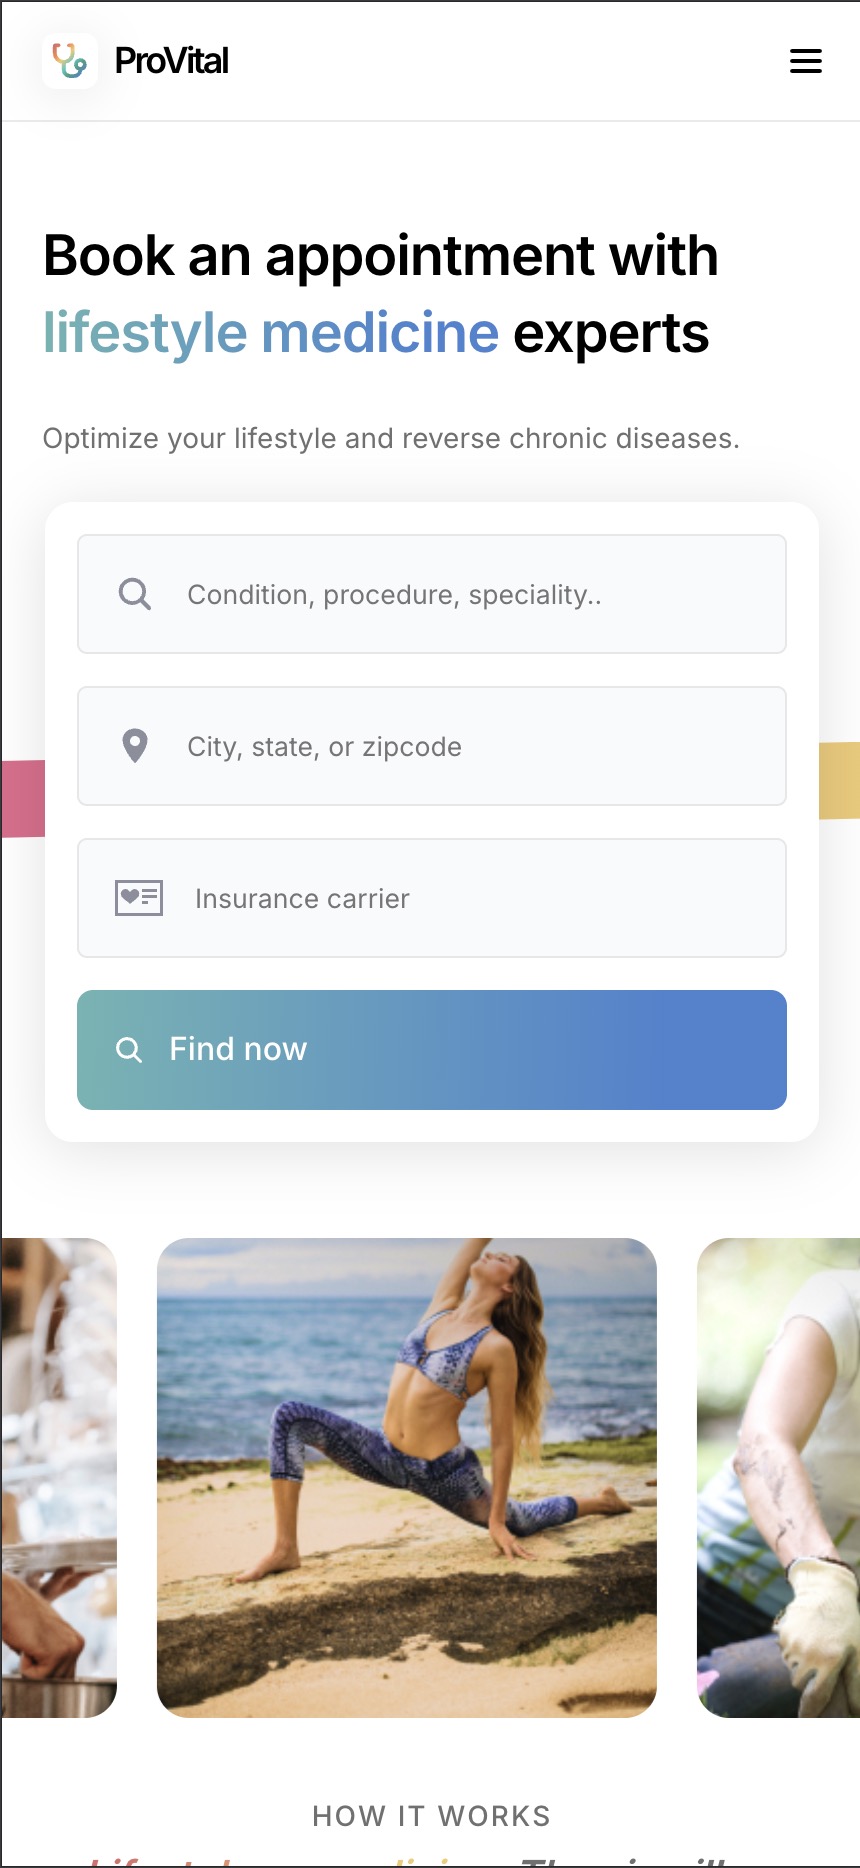 ProVital
Book an appointment with
lifestyle medicine experts
Optimize your lifestyle and reverse chronic diseases.
Condition, procedure, speciality..
City, state, or zipcode
Insurance carrier
Find now
HOW IT WORKS